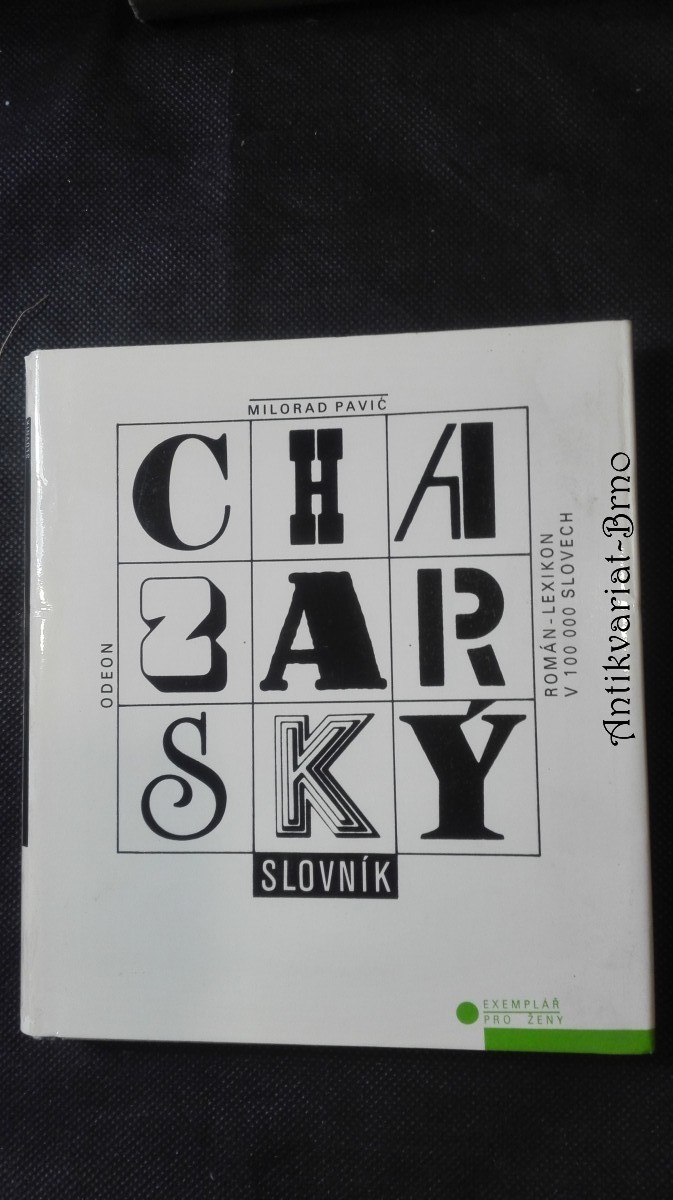 MILORAD PAVIĆ
CHA
ZAR
SKÝ
SLOVNÍK
ODEON
ROMÁN-LEXIKON
V 100 000 SLOVECH
EXEMPLÁŘ
PRO ŽENY
Antikvariat-Brno